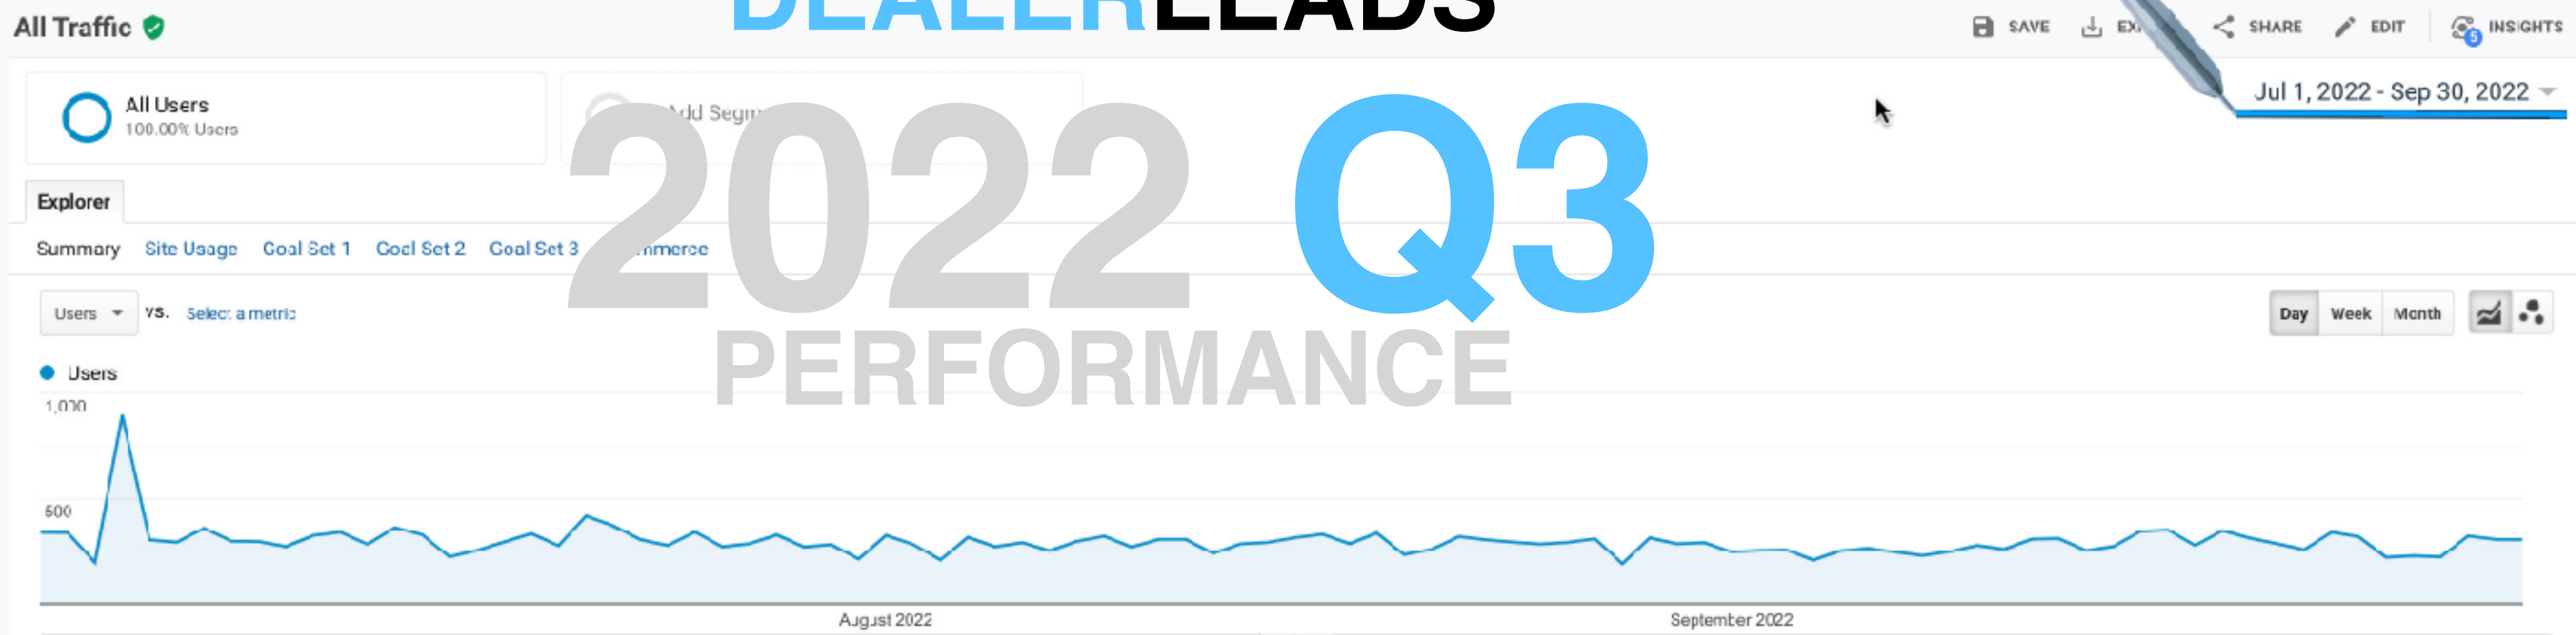 DEALERLEADS
All Traffic
SAVE
SHARE
EDIT
5
INSIGHTS
All Users
100.00% Users
Jul 1, 2022 - Sep 30, 2022
2022 Q3
Explorer
Summary Site Usage Goal Set 1 Goal Set 2 Goal Set 3
Users vs. Select a metric
Day Week Month
PERFORMANCE
Users
1,000
500
August 2022
September 2022